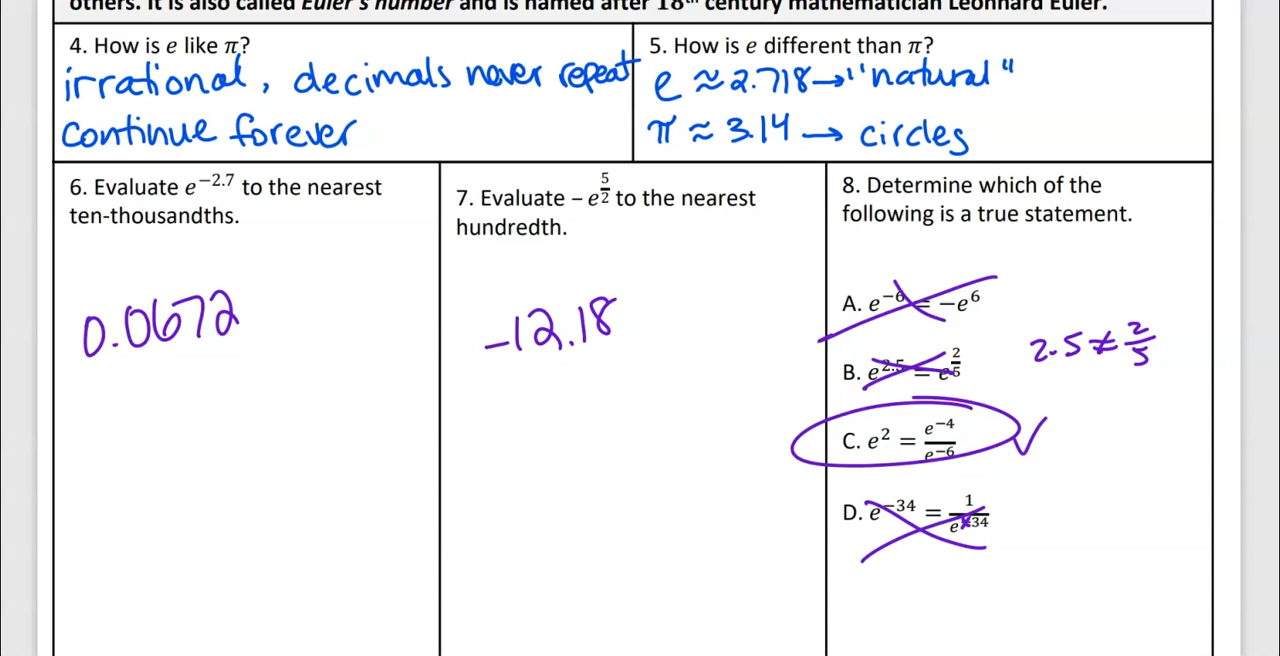 others. It is also called Euler's number and is named after 18th century mathematician Leonhard Euler.
4. How is e like π?
irrational, decimals never repeat
continue forever
5. How is e different than π?
e ≈ 2.718 → "natural"
π ≈ 3.14 → circles
6. Evaluate e^−2.7 to the nearest
ten-thousandths.
0.0672
7. Evaluate − e^5/2 to the nearest
hundredth.
-12.18
8. Determine which of the
following is a true statement.
A. e^−6 = −e^6
B. e^2.5 = e^2/5
2.5 ≠ 2/5
C. e^2 = e^−4/e^−6 ✓